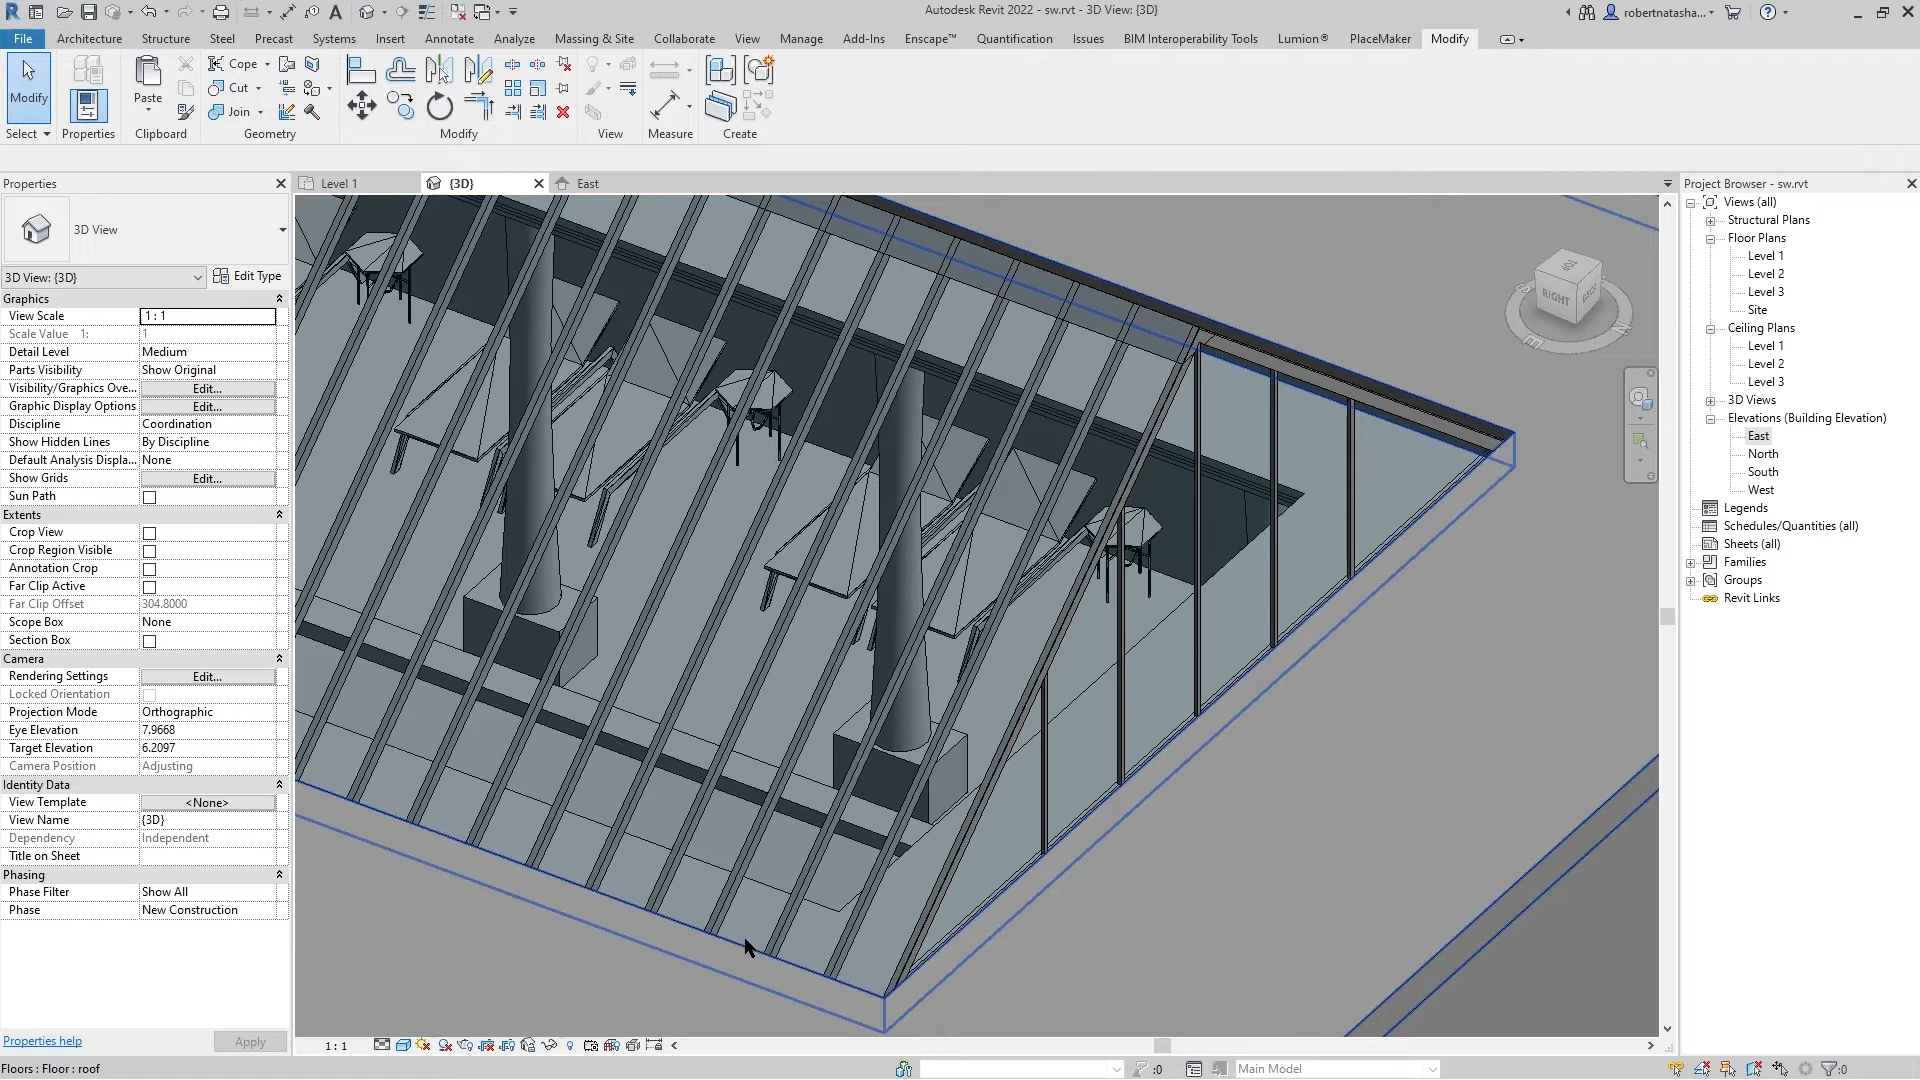 Autodesk Revit 2022 - sw.rvt - 3D View: {3D}
robertnatasha...
File Architecture Structure Steel Precast Systems Insert Annotate Analyze Massing & Site Collaborate View Manage Add-Ins Enscape™ Quantification Issues BIM Interoperability Tools Lumion® PlaceMaker Modify
Modify
Paste
Cope
Cut
Join
Select Properties Clipboard Geometry Modify View Measure Create
Properties
Level 1 {3D} East
Project Browser - sw.rvt
3D View
3D View: {3D} Edit Type
Graphics
View Scale 1 : 1
Scale Value 1: 1
Detail Level Medium
Parts Visibility Show Original
Visibility/Graphics Ove... Edit...
Graphic Display Options Edit...
Discipline Coordination
Show Hidden Lines By Discipline
Default Analysis Displa... None
Show Grids Edit...
Sun Path
Extents
Crop View
Crop Region Visible
Annotation Crop
Far Clip Active
Far Clip Offset 304.8000
Scope Box None
Section Box
Camera
Rendering Settings Edit...
Locked Orientation
Projection Mode Orthographic
Eye Elevation 7.9668
Target Elevation 6.2097
Camera Position Adjusting
Identity Data
View Template <None>
View Name {3D}
Dependency Independent
Title on Sheet
Phasing
Phase Filter Show All
Phase New Construction
Properties help Apply
TOP
RIGHT
BACK
Views (all)
Structural Plans
Floor Plans
Level 1
Level 2
Level 3
Site
Ceiling Plans
Level 1
Level 2
Level 3
3D Views
Elevations (Building Elevation)
East
North
South
West
Legends
Schedules/Quantities (all)
Sheets (all)
Families
Groups
Revit Links
1 : 1
Floors : Floor : roof
:0
Main Model
:0